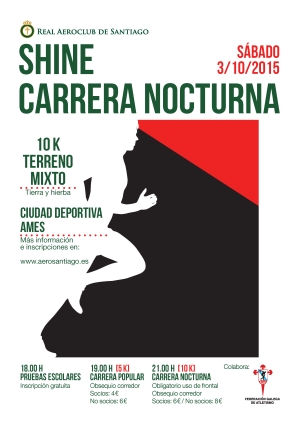 REAL AEROCLUB DE SANTIAGO
SHINE
SÁBADO
3/10/2015
CARRERA NOCTURNA
10 K
TERRENO
MIXTO
Tierra y hierba
CIUDAD DEPORTIVA
AMES
Más información
e inscripciones en:
www.aerosantiago.es
18.00 H
PRUEBAS ESCOLARES
Inscripción gratuita
19.00 H [5 K]
CARRERA POPULAR
Obsequio corredor
Socios: 4€
No socios: 6€
21.00 H [10 K]
CARRERA NOCTURNA
Obligatorio uso de frontal
Obsequio corredor
Socios: 6€ / No socios: 8€
Colabora:
FEDERACIÓN GALEGA
DE ATLETISMO